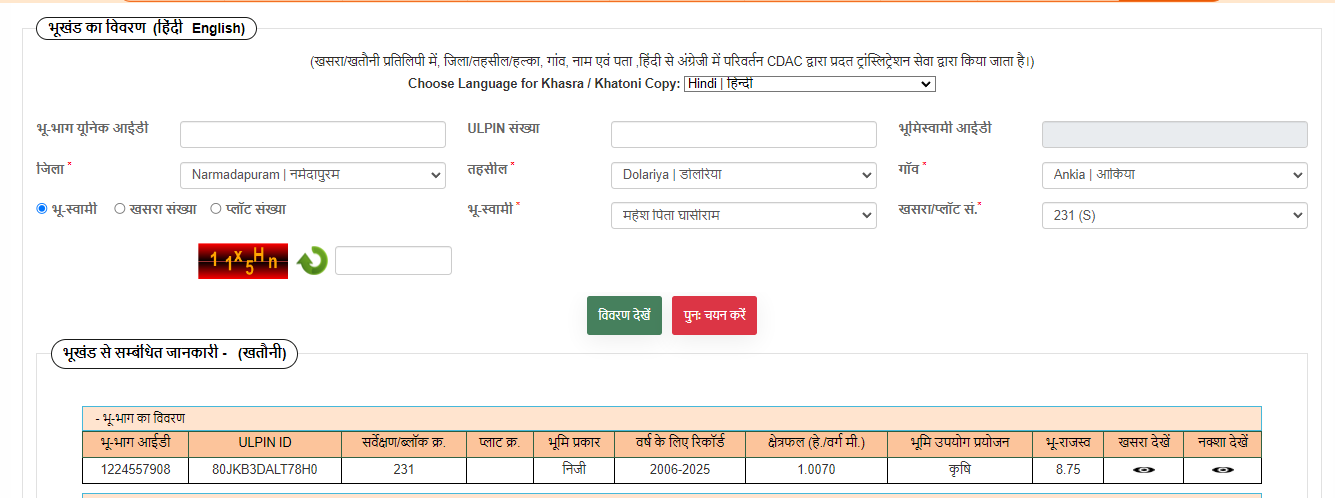 भूखंड का विवरण (हिंदी English)
(खसरा/खतौनी प्रतिलिपी में, जिला/तहसील/हल्का, गांव, नाम एवं पता ,हिंदी से अंग्रेजी में परिवर्तन CDAC द्वारा प्रदत ट्रांस्लिट्रेशन सेवा द्वारा किया जाता है।)
Choose Language for Khasra / Khatoni Copy: Hindi | हिन्दी
भू-भाग यूनिक आईडी ULPIN संख्या भूमिस्वामी आईडी
जिला * Narmadapuram | नर्मदापुरम तहसील * Dolariya | डोलरिया गाँव * Ankia | आंकिया
भू-स्वामी खसरा संख्या प्लॉट संख्या भू-स्वामी * महेश पिता घासीराम खसरा/प्लॉट सं.* 231 (S)
11x5Hn
विवरण देखें पुनः चयन करें
भूखंड से सम्बंधित जानकारी - (खतौनी)
- भू-भाग का विवरण
भू-भाग आईडी ULPIN ID सर्वेक्षण/ब्लॉक क्र. प्लाट क्र. भूमि प्रकार वर्ष के लिए रिकॉर्ड क्षेत्रफल (हे./वर्ग मी.) भूमि उपयोग प्रयोजन भू-राजस्व खसरा देखें नक्शा देखें
1224557908 80JKB3DALT78H0 231 निजी 2006-2025 1.0070 कृषि 8.75